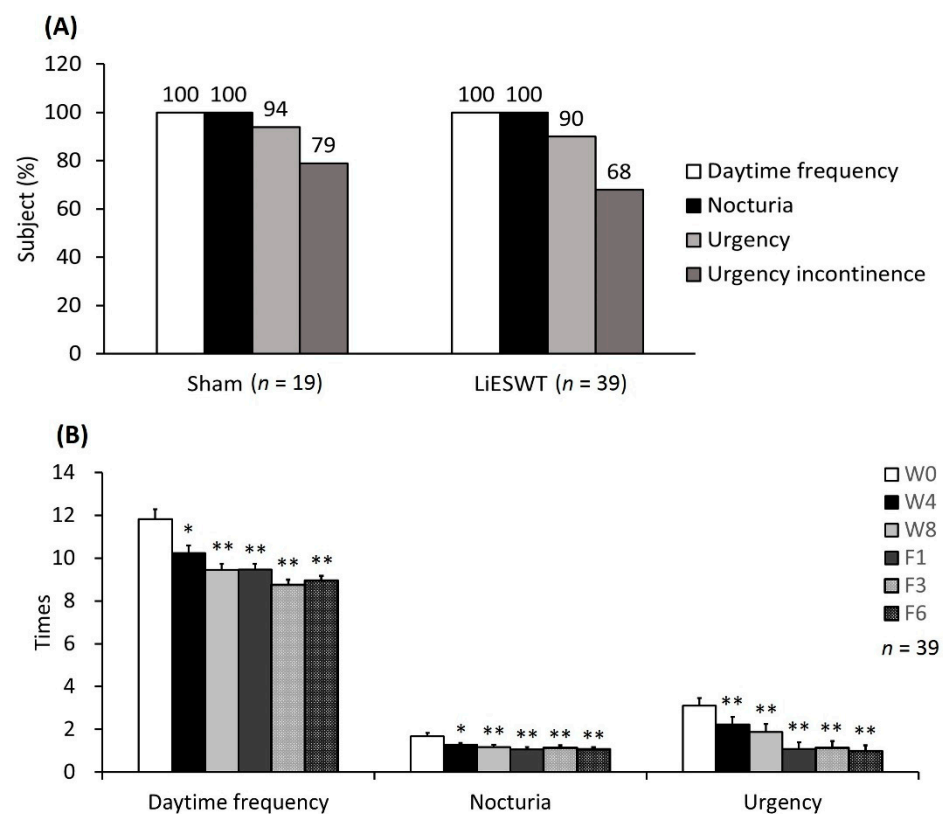 (A)
120
100
80
60
40
20
0
Subject (%)
100 100 94 79
100 100 90 68
Sham (n = 19)
LiESWT (n = 39)
Daytime frequency
Nocturia
Urgency
Urgency incontinence
(B)
14
12
10
8
6
4
2
0
Times
* ** ** ** **
* ** ** ** **
** ** ** ** **
Daytime frequency
Nocturia
Urgency
W0
W4
W8
F1
F3
F6
n = 39